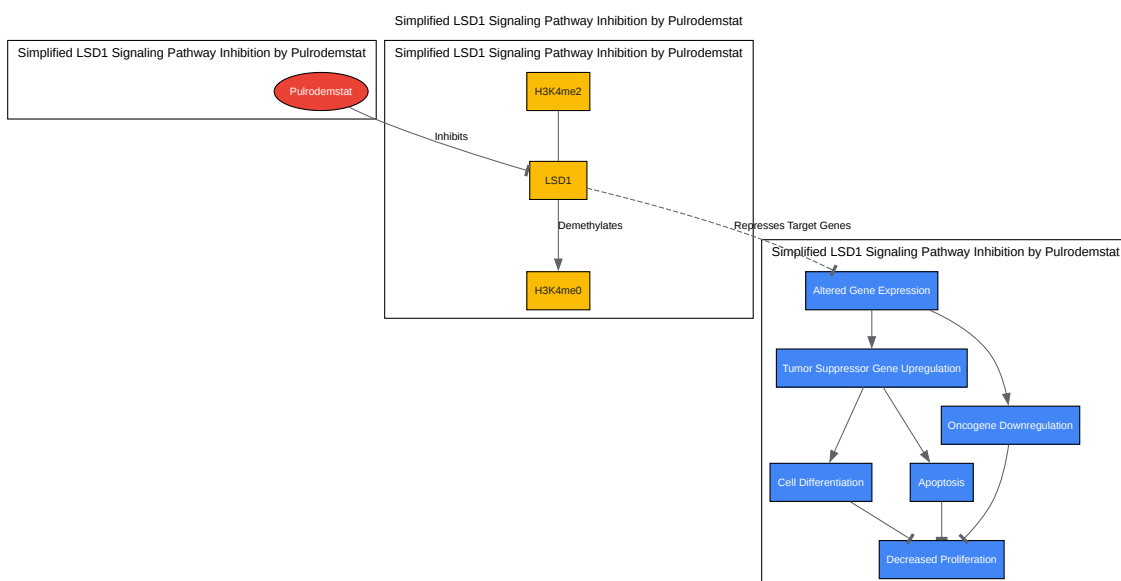 Simplified LSD1 Signaling Pathway Inhibition by Pulrodemstat
Simplified LSD1 Signaling Pathway Inhibition by Pulrodemstat
Simplified LSD1 Signaling Pathway Inhibition by Pulrodemstat
Pulrodemstat
H3K4me2
Inhibits
LSD1
Demethylates
Represses Target Genes
Simplified LSD1 Signaling Pathway Inhibition by Pulrodemstat
H3K4me0
Altered Gene Expression
Tumor Suppressor Gene Upregulation
Oncogene Downregulation
Cell Differentiation
Apoptosis
Decreased Proliferation